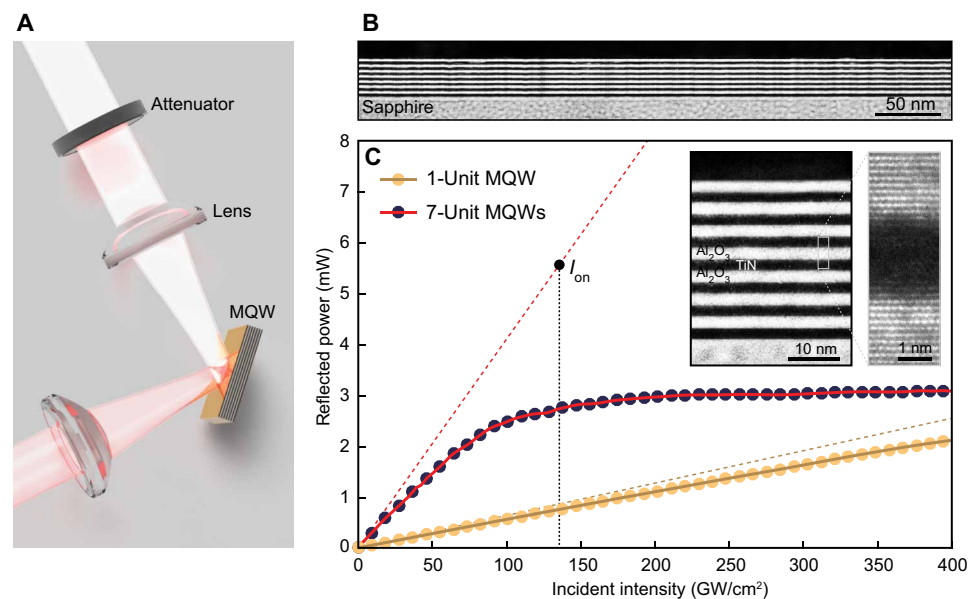 A
Attenuator
Lens
MQW
B
Sapphire
50 nm
C
1-Unit MQW
7-Unit MQWs
I_on
Al₂O₃
TiN
Al₂O₃
10 nm
1 nm
Reflected power (mW)
8
7
6
5
4
3
2
1
0
0 50 100 150 200 250 300 350 400
Incident intensity (GW/cm²)